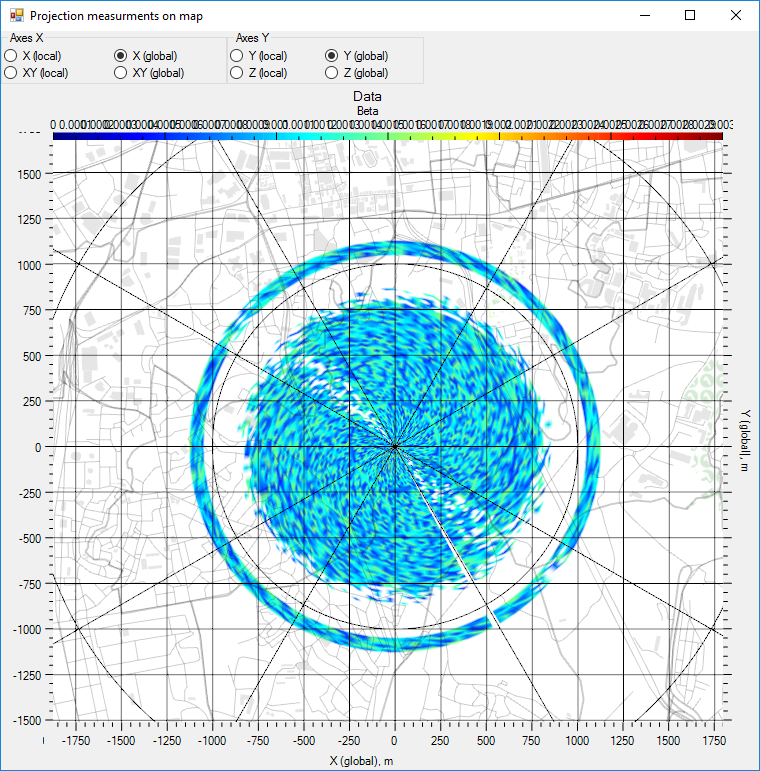 Projection measurments on map
Axes X
Axes Y
X (local)
X (global)
Y (local)
Y (global)
XY (local)
XY (global)
Z (local)
Z (global)
Data
Beta
1500
1250
1000
750
500
250
0
-250
-500
-750
-1000
-1250
-1500
Y (global), m
-1750 -1500 -1250 -1000 -750 -500 -250 0 250 500 750 1000 1250 1500 1750
X (global), m